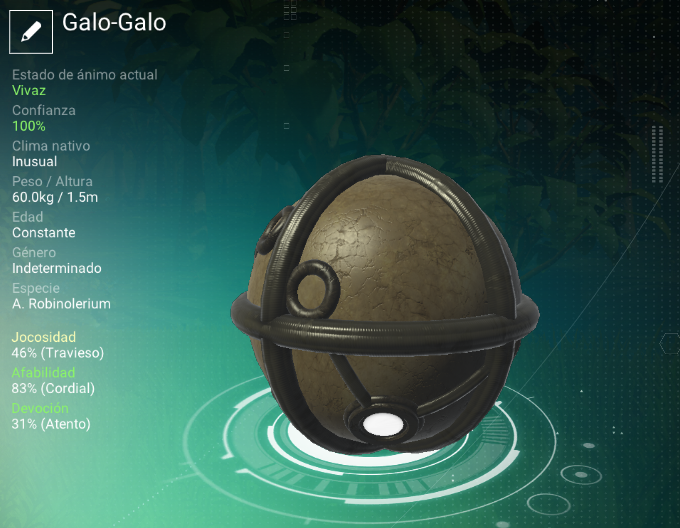 Galo-Galo
Estado de ánimo actual
Vivaz
Confianza
100%
Clima nativo
Inusual
Peso / Altura
60.0kg / 1.5m
Edad
Constante
Género
Indeterminado
Especie
A. Robinolerium
Jocosidad
46% (Travieso)
Afabilidad
83% (Cordial)
Devoción
31% (Atento)